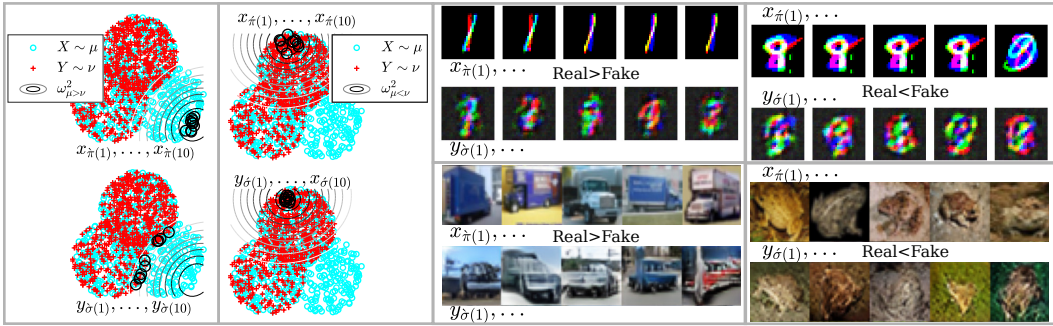 X ∼ μ
Y ∼ ν
ω²_{μ>ν}
x_{π̀(1)}, . . . , x_{π̀(10)}
y_{σ̀(1)}, . . . , y_{σ̀(10)}
x_{π́(1)}, . . . , x_{π́(10)}
X ∼ μ
Y ∼ ν
ω²_{μ<ν}
y_{σ́(1)}, . . . , x_{σ́(10)}
x_{π̀(1)}, . . . Real>Fake
y_{σ̀(1)}, . . .
x_{π̀(1)}, . . . Real>Fake
y_{σ̀(1)}, . . .
x_{π́(1)}, . . .
y_{σ́(1)}, . . . Real<Fake
x_{π́(1)}, . . .
y_{σ́(1)}, . . . Real<Fake